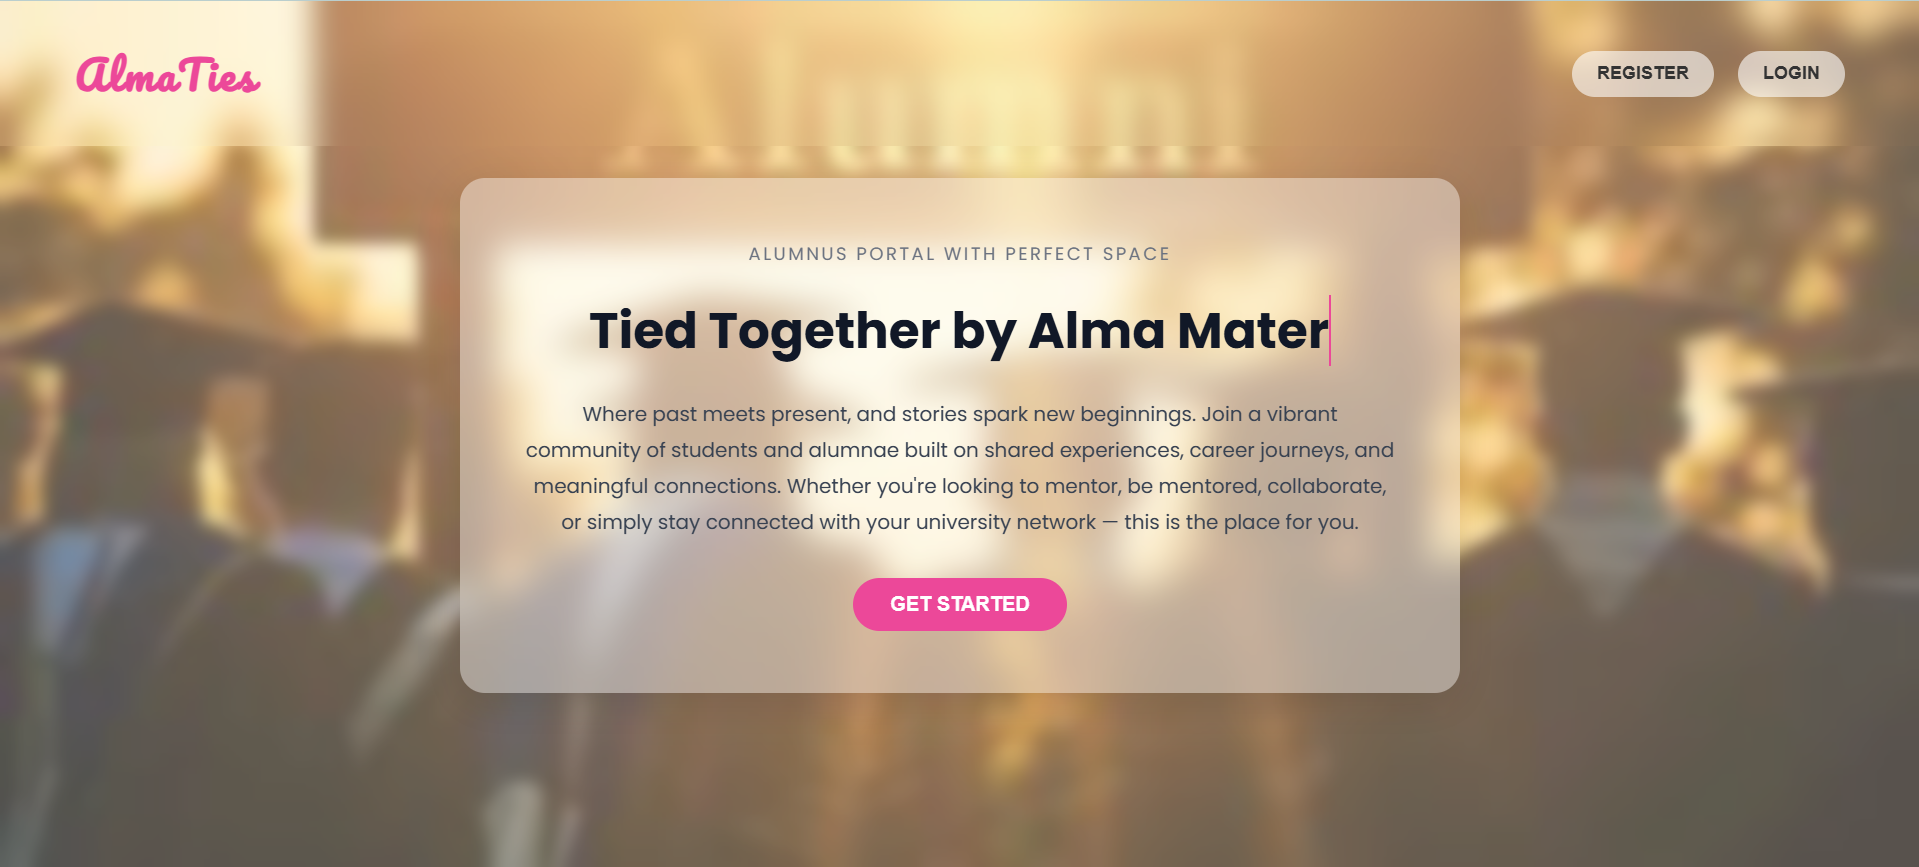 AlmaTies
REGISTER
LOGIN
Alumni
ALUMNUS PORTAL WITH PERFECT SPACE
Tied Together by Alma Mater
Where past meets present, and stories spark new beginnings. Join a vibrant
community of students and alumnae built on shared experiences, career journeys, and
meaningful connections. Whether you're looking to mentor, be mentored, collaborate,
or simply stay connected with your university network — this is the place for you.
GET STARTED